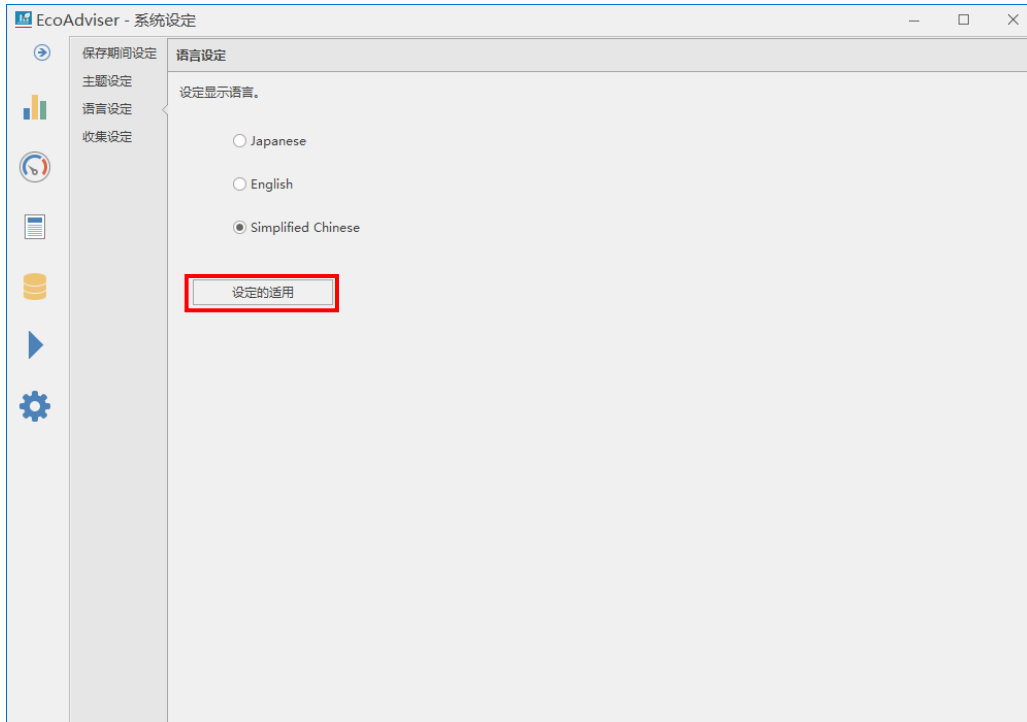 EcoAdviser - 系统设定
保存期间设定
主题设定
语言设定
收集设定
语言设定
设定显示语言。
Japanese
English
Simplified Chinese
设定的适用